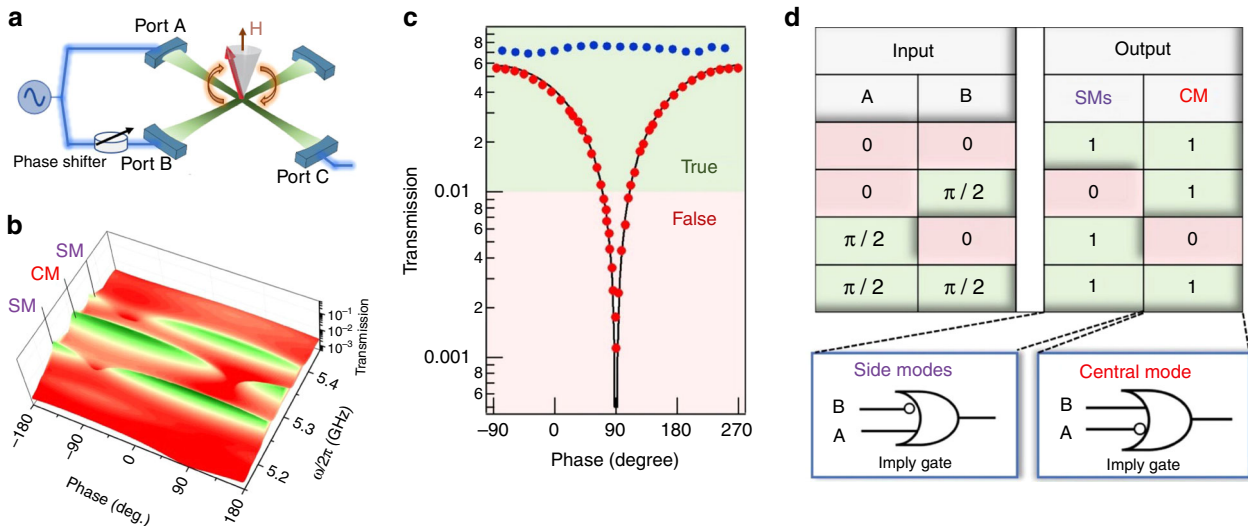 a
Port A
H
Phase shifter
Port B
Port C
b
SM
CM
SM
10⁻¹
10⁻²
10⁻³
Transmission
5.4
5.3
5.2
ω/2π (GHz)
–180
–90
0
90
180
Phase (deg.)
c
8
6
4
2
0.01
8
6
4
2
0.001
8
6
Transmission
True
False
–90
0
90
180
270
Phase (degree)
d
Input
Output
A
B
SMs
CM
0
0
1
1
0
π / 2
0
1
π / 2
0
1
0
π / 2
π / 2
1
1
Side modes
B
A
Imply gate
Central mode
B
A
Imply gate